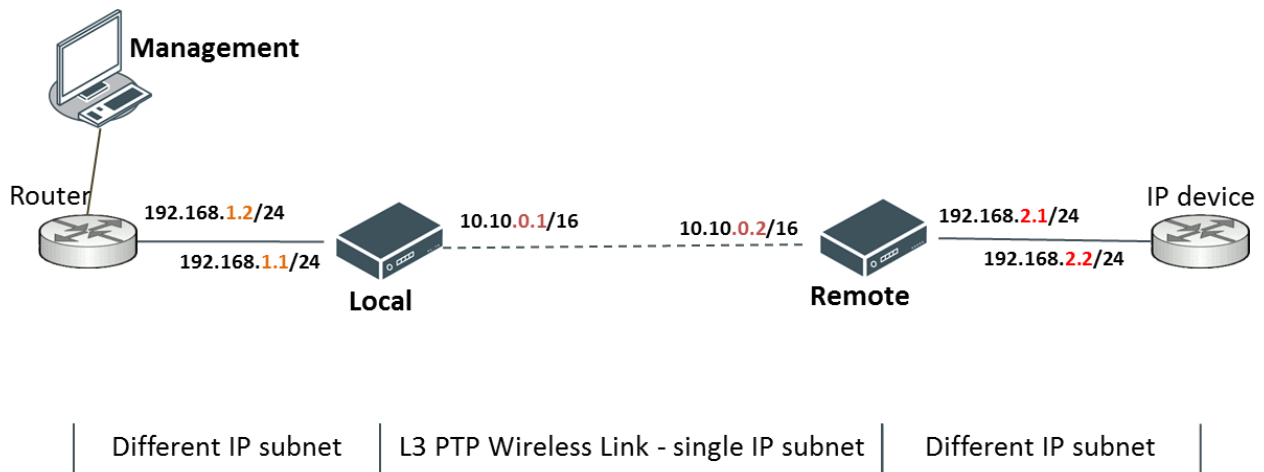 Management
Router
192.168.1.2/24
192.168.1.1/24
Local
10.10.0.1/16
10.10.0.2/16
Remote
192.168.2.1/24
192.168.2.2/24
IP device
Different IP subnet
L3 PTP Wireless Link - single IP subnet
Different IP subnet